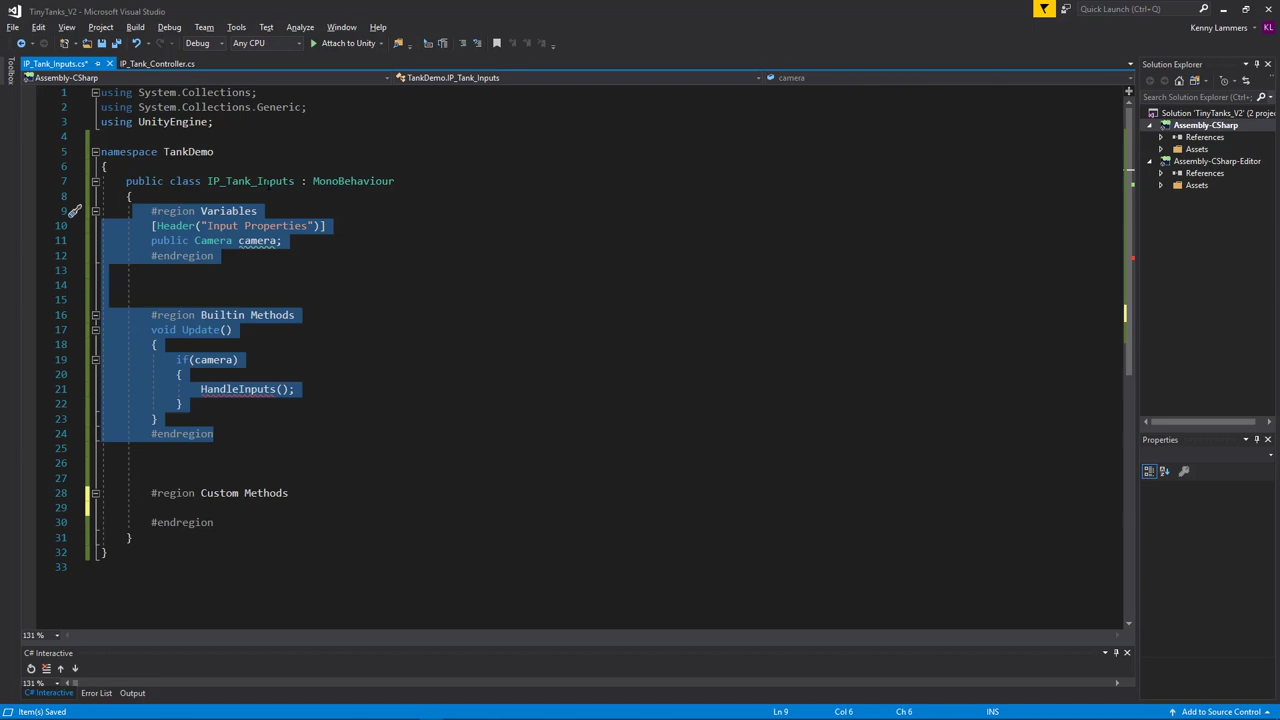 TinyTanks_V2 - Microsoft Visual Studio
Quick Launch (Ctrl+Q)
File Edit View Project Build Debug Team Tools Test Analyze Window Help
Kenny Lammers KL
Debug Any CPU Attach to Unity
Toolbox
IP_Tank_Inputs.cs* IP_Tank_Controller.cs
Solution Explorer
Assembly-CSharp TankDemo.IP_Tank_Inputs camera
Search Solution Explorer (Ctrl+;
Solution 'TinyTanks_V2' (2 projec
Assembly-CSharp
References
Assets
Assembly-CSharp-Editor
References
Assets
Properties
1 using System.Collections;
2 using System.Collections.Generic;
3 using UnityEngine;
4
5 namespace TankDemo
6 {
7 public class IP_Tank_Inputs : MonoBehaviour
8 {
9 #region Variables
10 [Header("Input Properties")]
11 public Camera camera;
12 #endregion
13
14
15
16 #region Builtin Methods
17 void Update()
18 {
19 if(camera)
20 {
21 HandleInputs();
22 }
23 }
24 #endregion
25
26
27
28 #region Custom Methods
29
30 #endregion
31 }
32 }
33
131 %
C# Interactive
131 %
C# Interactive Error List Output
Item(s) Saved Ln 9 Col 6 Ch 6 INS Add to Source Control